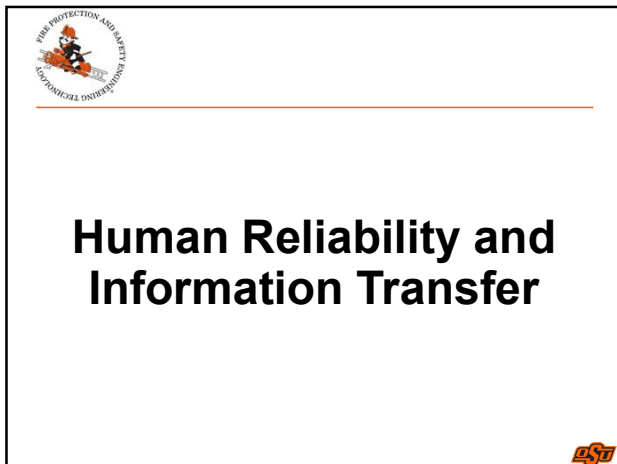 FIRE PROTECTION AND SAFETY ENGINEERING TECHNOLOGY
Human Reliability and
Information Transfer
OSU